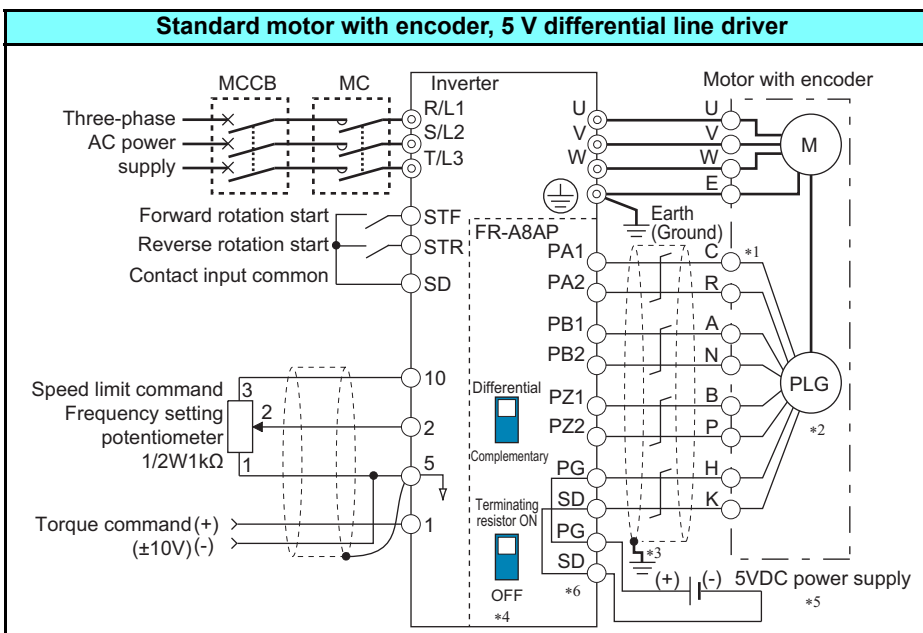 Standard motor with encoder, 5 V differential line driver
MCCB
MC
Inverter
Motor with encoder
Three-phase
AC power
supply
R/L1
S/L2
T/L3
U
V
W
U
V
W
E
M
Earth
(Ground)
Forward rotation start
Reverse rotation start
Contact input common
STF
STR
SD
FR-A8AP
PA1
PA2
PB1
PB2
PZ1
PZ2
PG
SD
PG
SD
C
R
A
N
B
P
H
K
*1
PLG
*2
Speed limit command
Frequency setting
potentiometer
1/2W1kΩ
3
2
1
10
2
5
1
Differential
Complementary
Torque command(+)
(±10V)(-)
Terminating
resistor ON
OFF
*4
*6
*3
(+)
(-)
5VDC power supply
*5